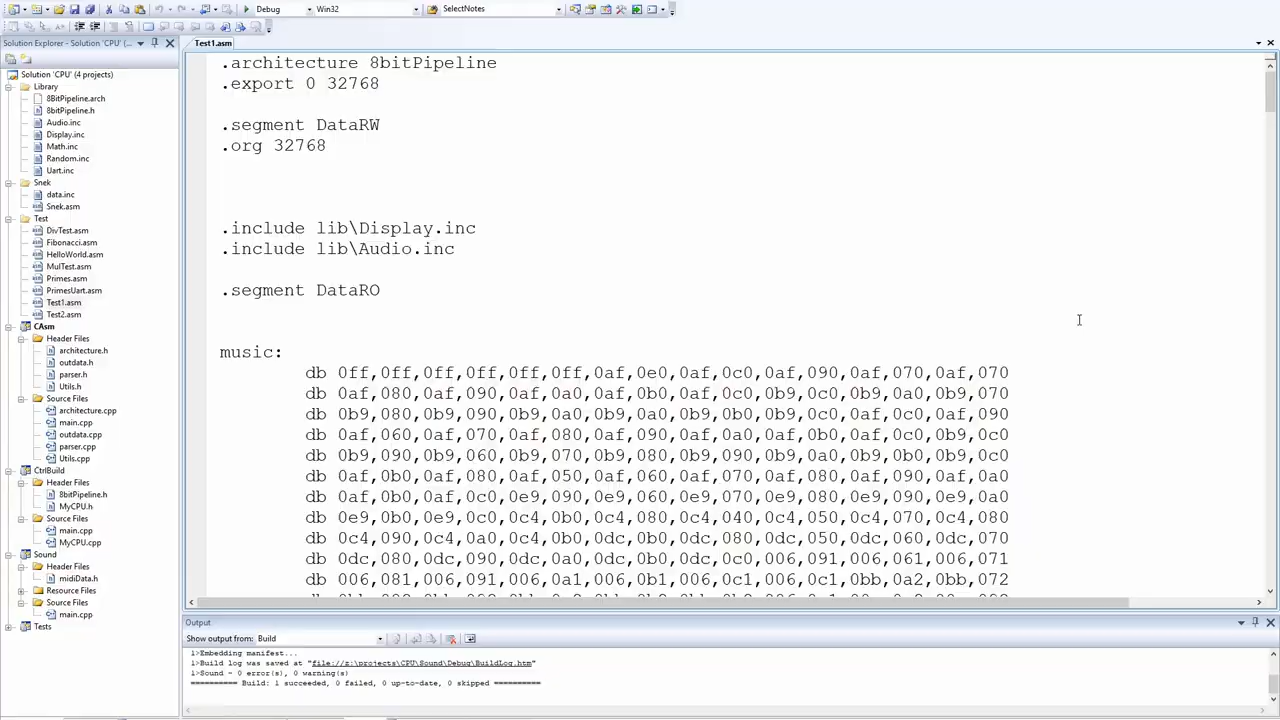 Debug
Win32
SelectNotes
Solution Explorer - Solution 'CPU' (...
Test1.asm
Solution 'CPU' (4 projects)
Library
8BitPipeline.arch
8bitPipeline.h
Audio.inc
Display.inc
Math.inc
Random.inc
Uart.inc
Snek
data.inc
Snek.asm
Test
DivTest.asm
Fibonacci.asm
HelloWorld.asm
MulTest.asm
Primes.asm
PrimesUart.asm
Test1.asm
Test2.asm
CAsm
Header Files
architecture.h
outdata.h
parser.h
Utils.h
Source Files
architecture.cpp
main.cpp
outdata.cpp
parser.cpp
Utils.cpp
CtrlBuild
Header Files
8bitPipeline.h
MyCPU.h
Source Files
main.cpp
MyCPU.cpp
Sound
Header Files
midiData.h
Resource Files
Source Files
main.cpp
Tests
.architecture 8bitPipeline
.export 0 32768
.segment DataRW
.org 32768
.include lib\Display.inc
.include lib\Audio.inc
.segment DataRO
music:
db 0ff,0ff,0ff,0ff,0ff,0af,0e0,0af,0c0,0af,090,0af,070,0af,070
db 0af,080,0af,090,0af,0a0,0af,0b0,0af,0c0,0b9,0c0,0b9,0a0,0b9,070
db 0b9,080,0b9,090,0b9,0a0,0b9,0a0,0b9,0b0,0b9,0c0,0af,0c0,0af,090
db 0af,060,0af,070,0af,080,0af,090,0af,0a0,0af,0b0,0af,0c0,0b9,0c0
db 0b9,090,0b9,060,0b9,070,0b9,080,0b9,090,0b9,0a0,0b9,0b0,0b9,0c0
db 0af,0b0,0af,080,0af,050,0af,060,0af,070,0af,080,0af,090,0af,0a0
db 0af,0b0,0af,0c0,0e9,090,0e9,060,0e9,070,0e9,080,0e9,090,0e9,0a0
db 0e9,0b0,0e9,0c0,0c4,0b0,0c4,080,0c4,040,0c4,050,0c4,070,0c4,080
db 0c4,090,0c4,0a0,0c4,0b0,0dc,0b0,0dc,080,0dc,050,0dc,060,0dc,070
db 0dc,080,0dc,090,0dc,0a0,0dc,0b0,0dc,0c0,006,091,006,061,006,071
db 006,081,006,091,006,0a1,006,0b1,006,0c1,006,0c1,0bb,0a2,0bb,072
Output
Show output from: Build
1>Embedding manifest...
1>Build log was saved at "file://z:\projects\CPU\Sound\Debug\BuildLog.htm"
1>Sound - 0 error(s), 0 warning(s)
========== Build: 1 succeeded, 0 failed, 0 up-to-date, 0 skipped ==========